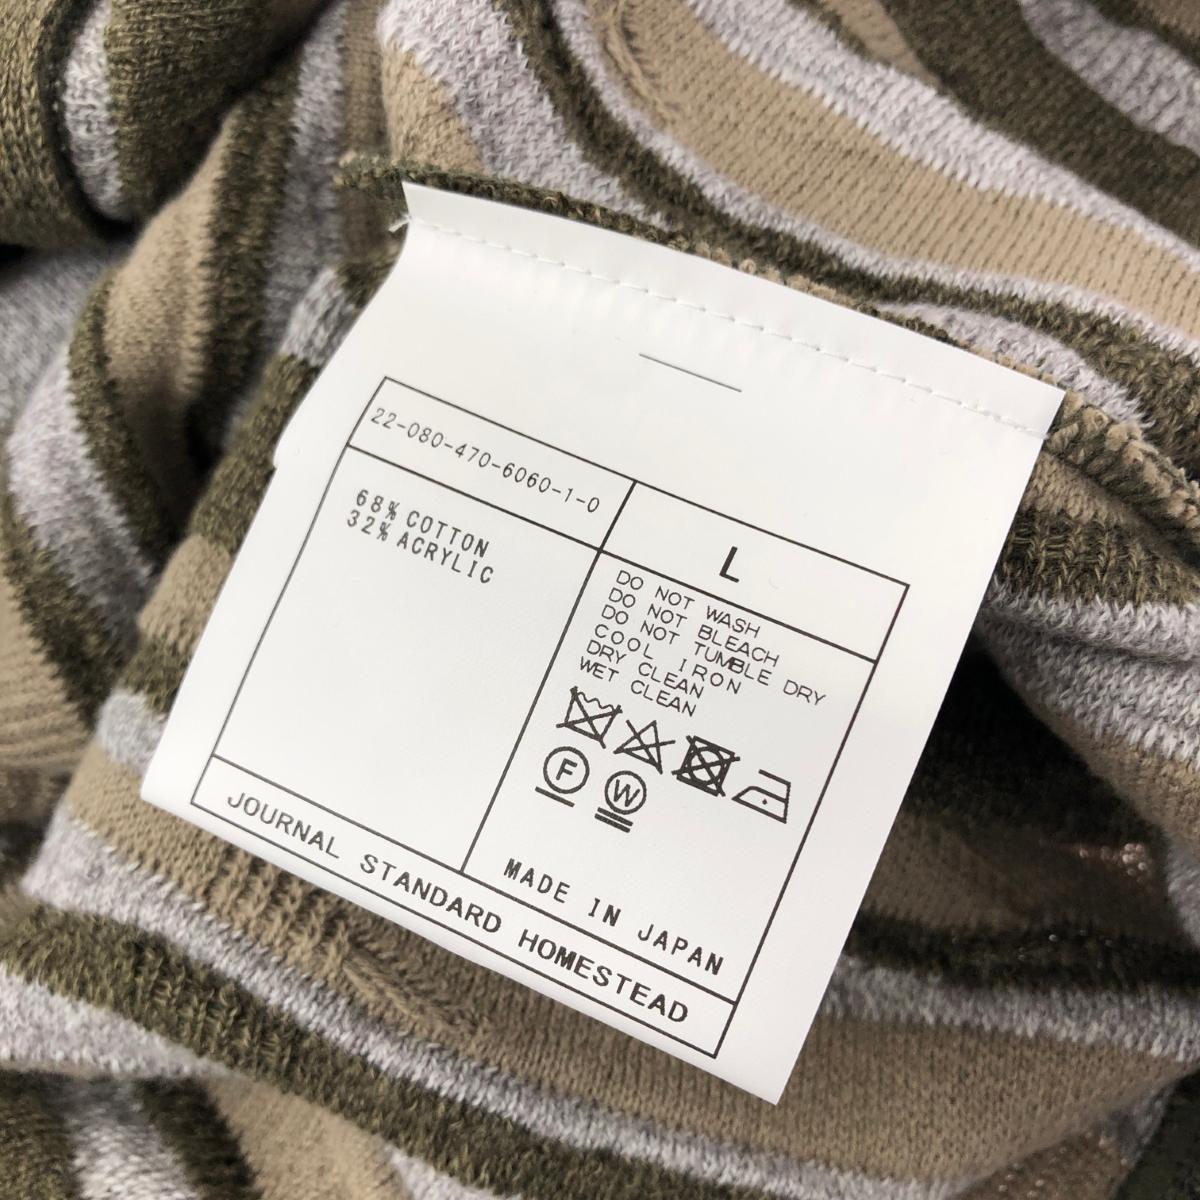 22-080-470-6060-1-0
L
68% COTTON
32% ACRYLIC
DO NOT WASH
DO NOT BLEACH
DO NOT TUMBLE DRY
COOL IRON
DRY CLEAN
WET CLEAN
F
W
MADE IN JAPAN
JOURNAL STANDARD HOMESTEAD